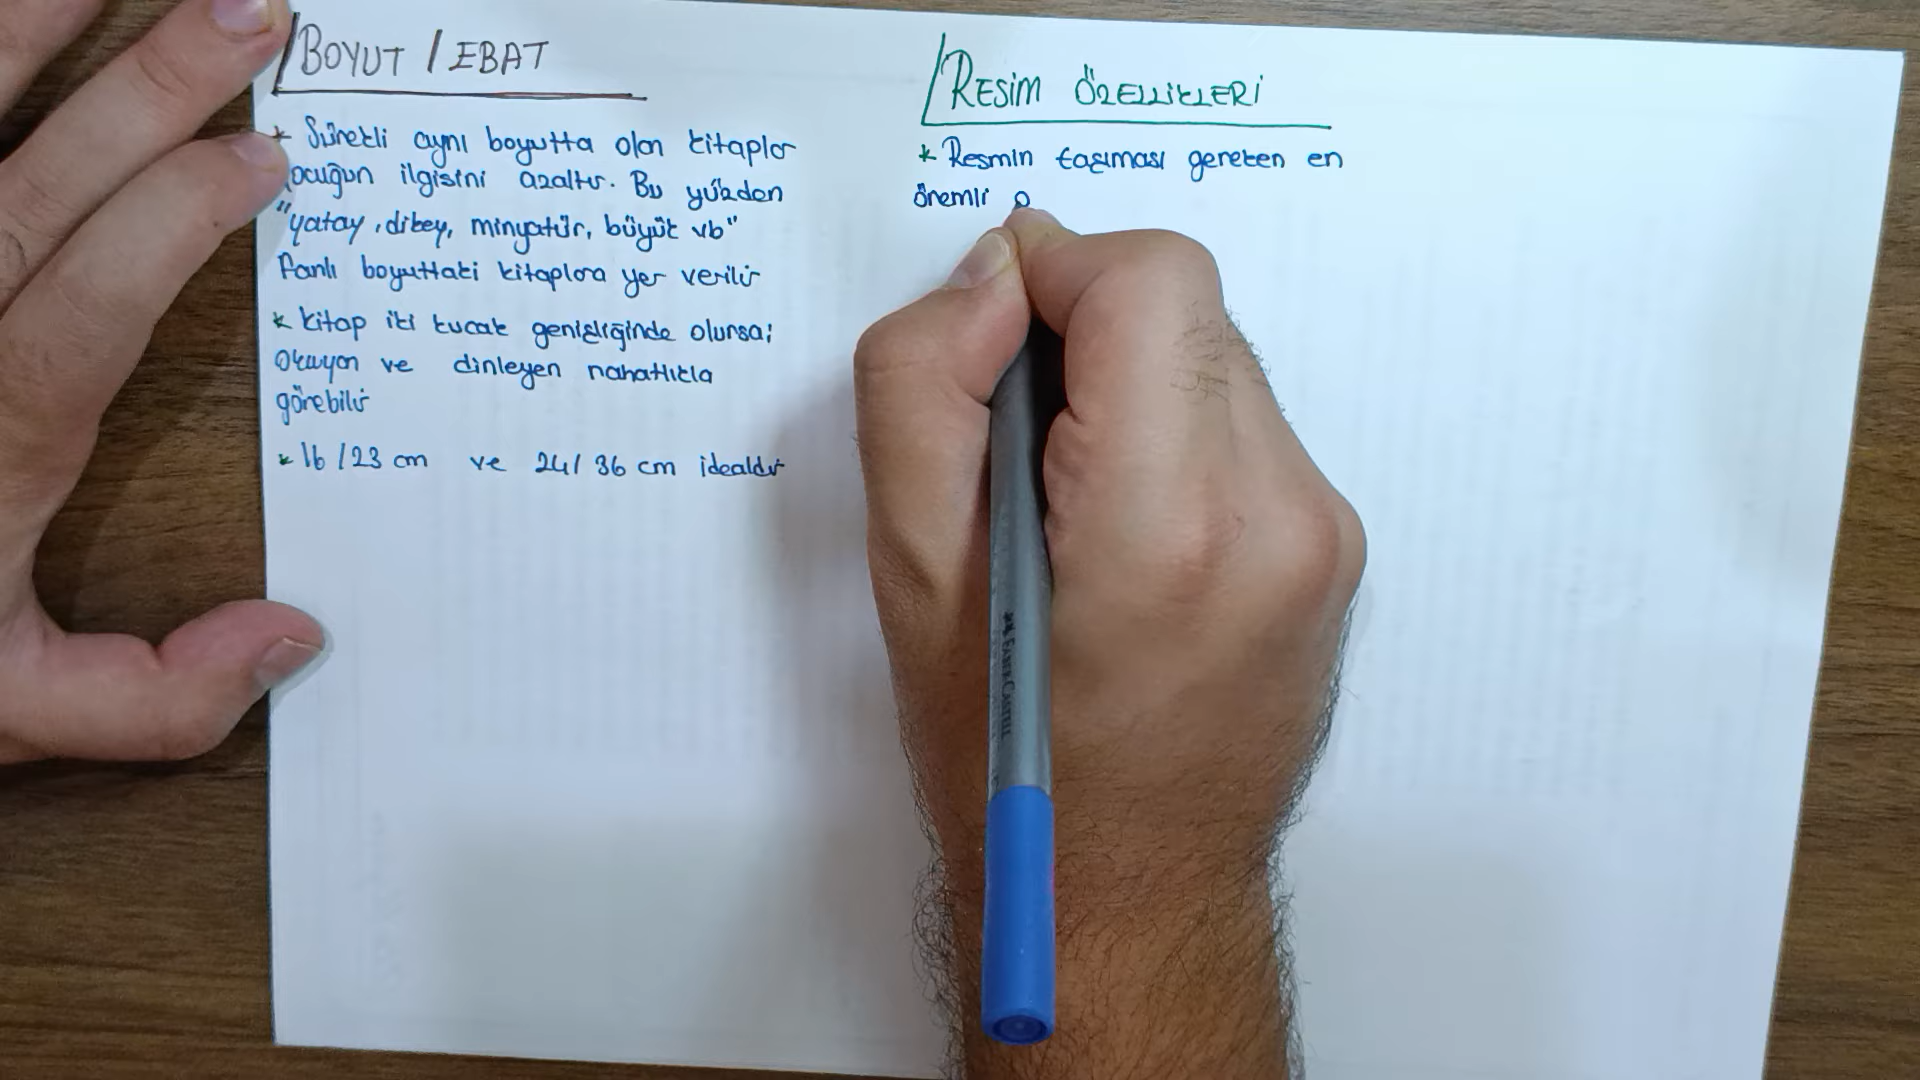 BOYUT / EBAT
* Sürekli aynı boyutta olan kitaplar
çocuğun ilgisini azaltır. Bu yüzden
"yatay, dikey, minyatür, büyük vb"
farklı boyuttaki kitaplara yer verilir
* Kitap iki kucak genişliğinde olursa;
Okuyan ve dinleyen rahatlıkla
görebilir
* 16 / 23 cm ve 24 / 36 cm idealdir
RESİM ÖZELLİKLERİ
* Resmin taşıması gereken en
önemli ö
FABER-CASTELL